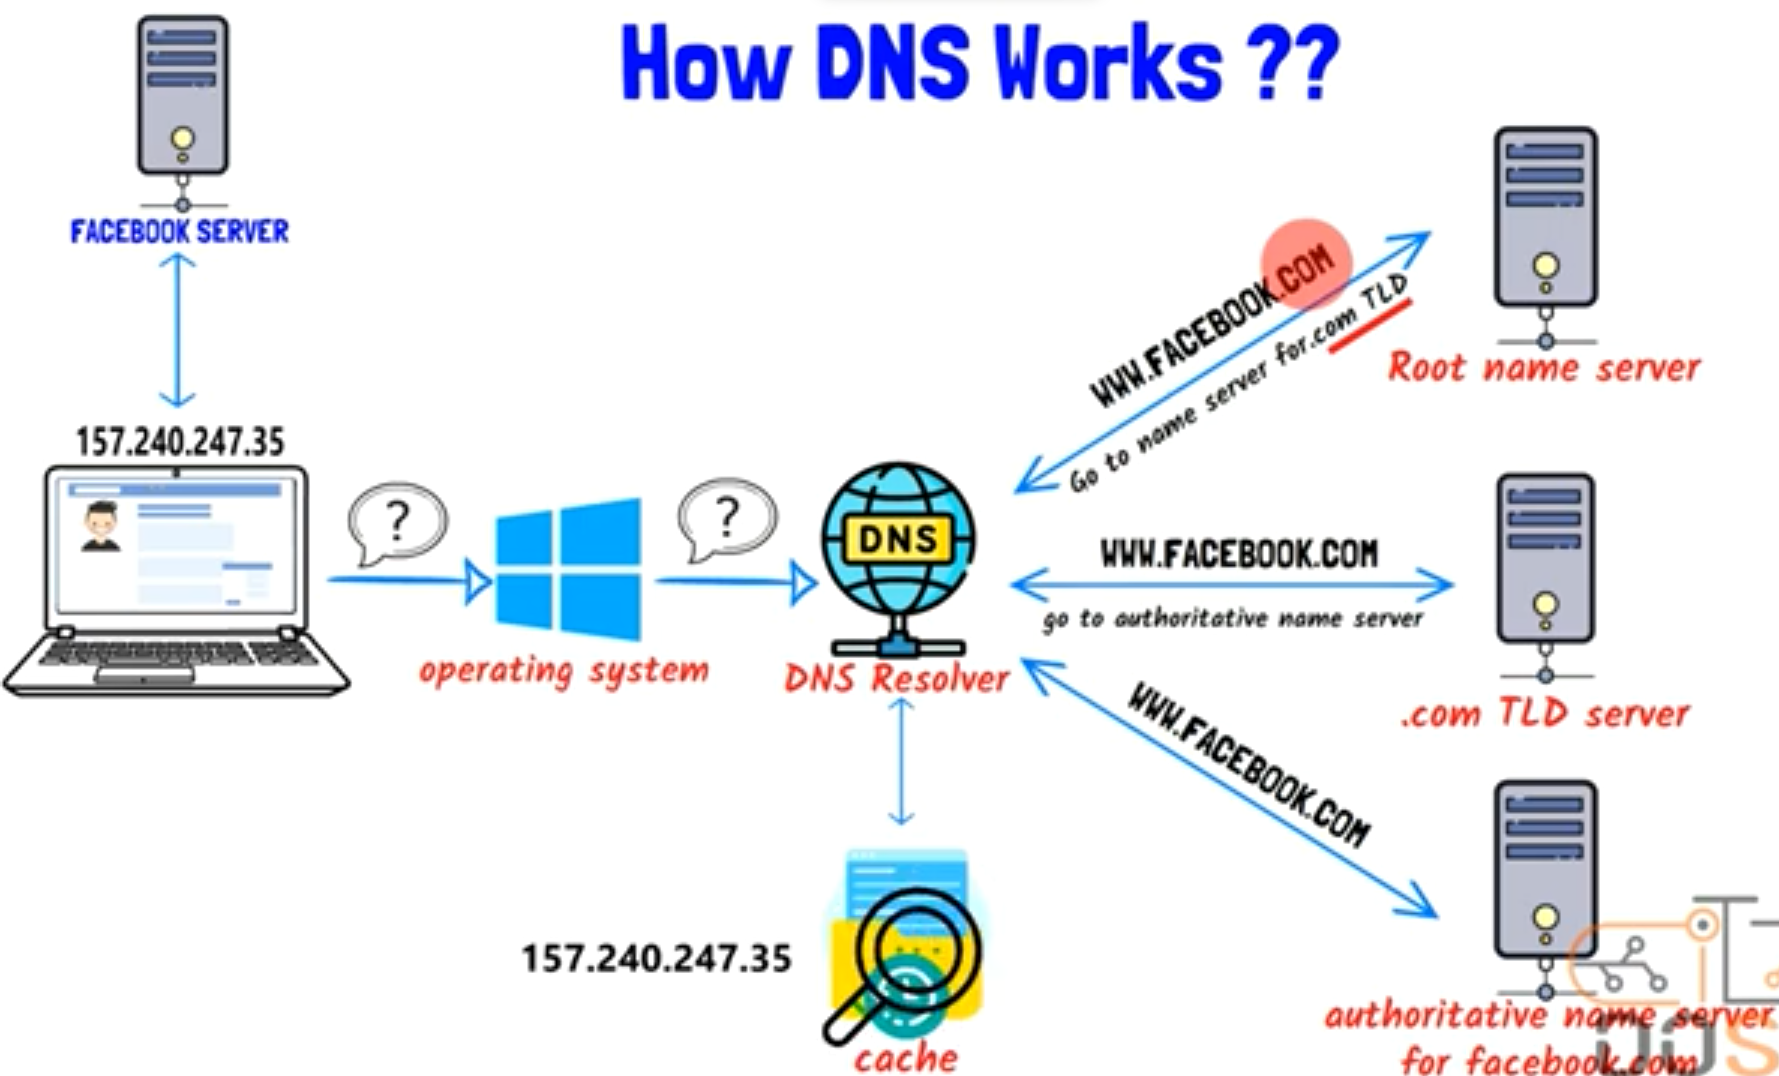 How DNS Works ??
FACEBOOK SERVER
157.240.247.35
?
?
operating system
DNS
DNS Resolver
WWW.FACEBOOK.COM
Go to name server for.com TLD
Root name server
WWW.FACEBOOK.COM
go to authoritative name server
.com TLD server
WWW.FACEBOOK.COM
157.240.247.35
cache
authoritative name server
for facebook.com